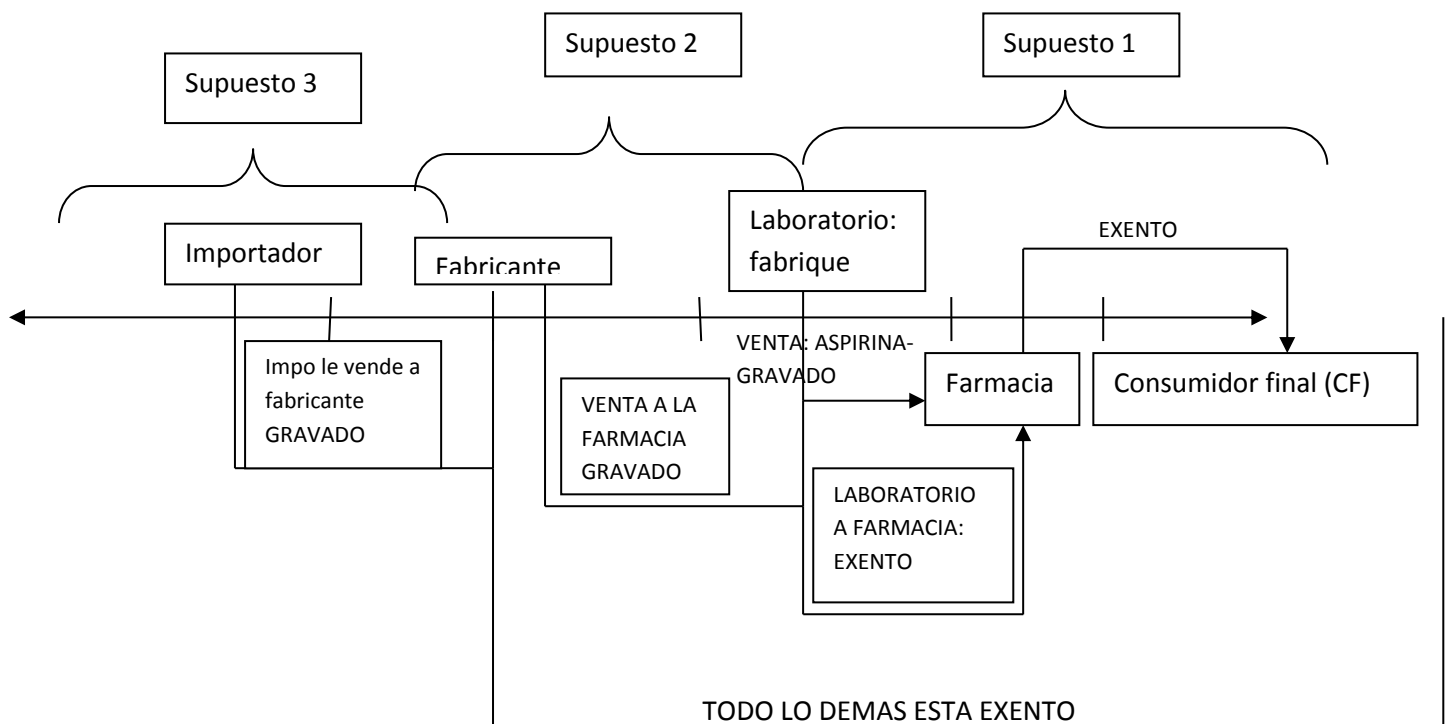 Supuesto 3
Supuesto 2
Supuesto 1
Importador
Fabricante
Laboratorio:
fabrique
EXENTO
Impo le vende a
fabricante
GRAVADO
VENTA A LA
FARMACIA
GRAVADO
VENTA: ASPIRINA-
GRAVADO
Farmacia
Consumidor final (CF)
LABORATORIO
A FARMACIA:
EXENTO
TODO LO DEMAS ESTA EXENTO